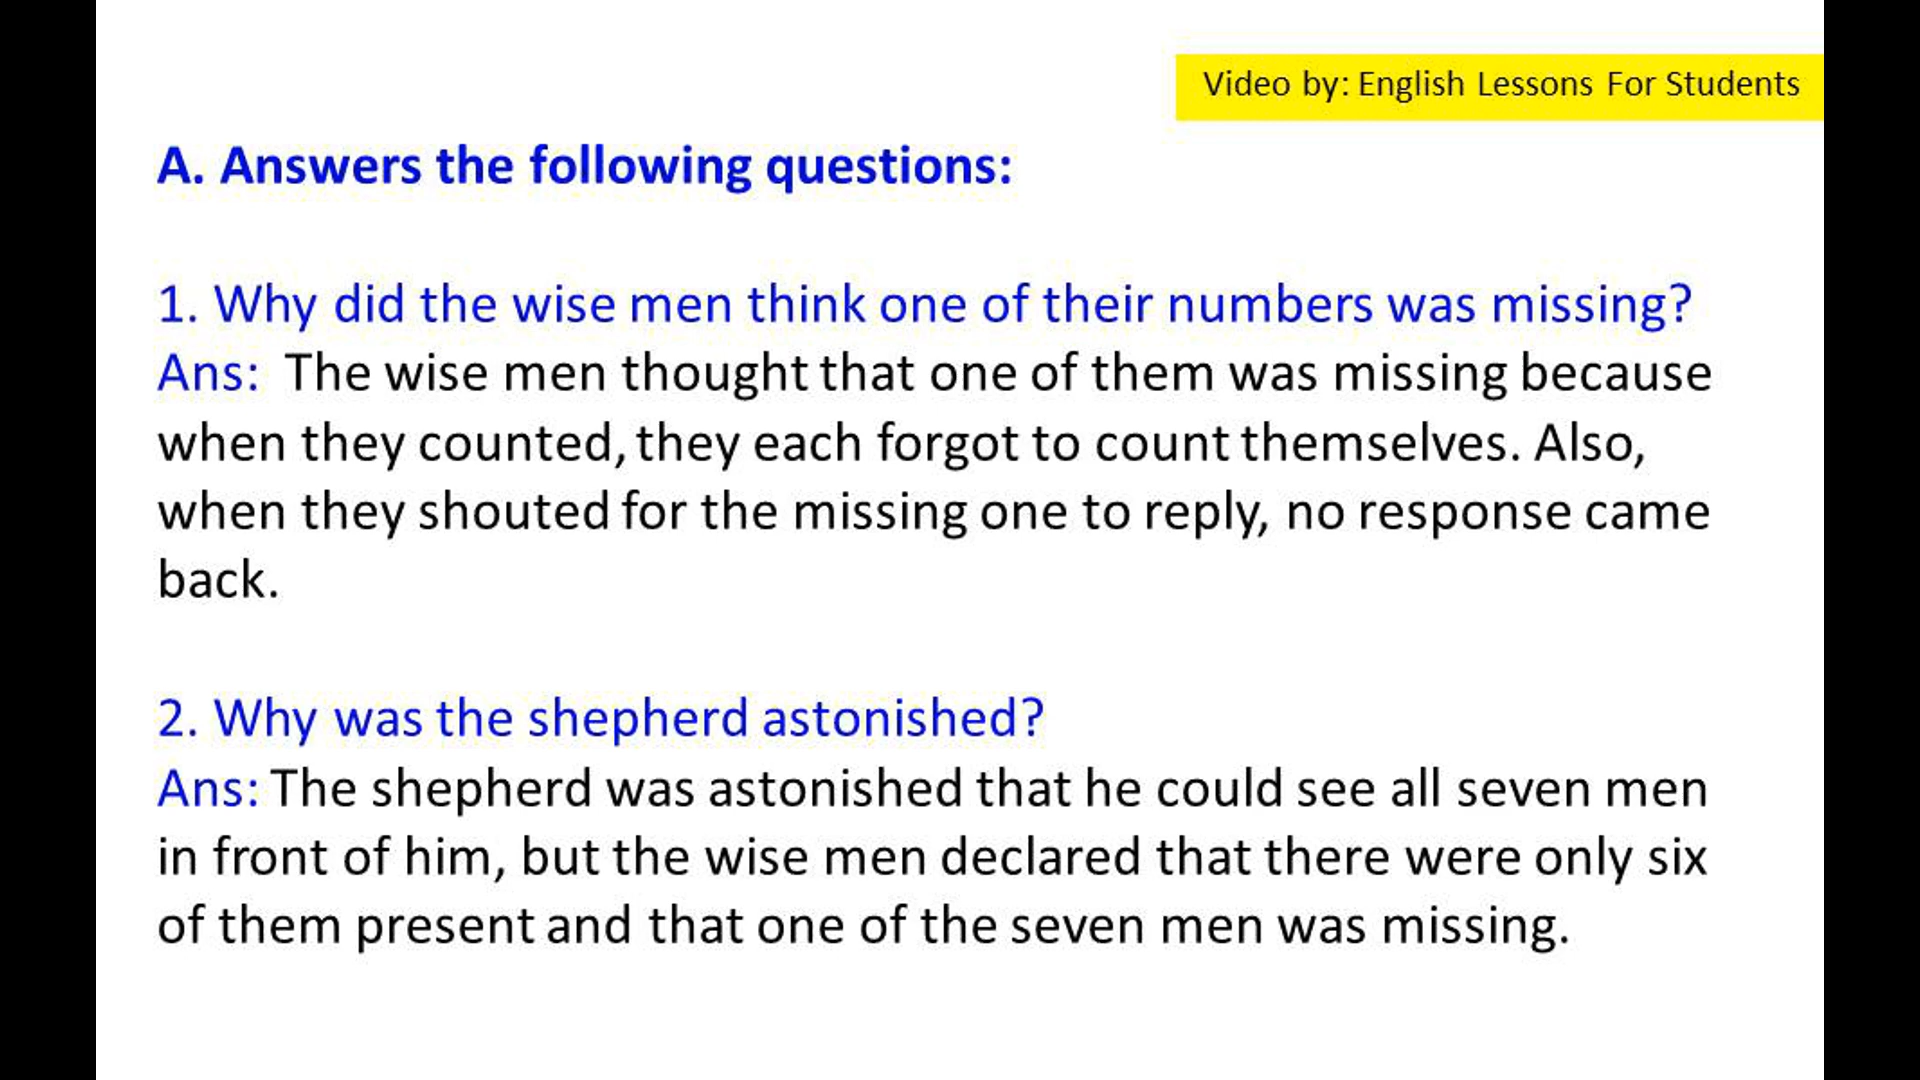 Video by: English Lessons For Students
A. Answers the following questions:
1. Why did the wise men think one of their numbers was missing?
Ans: The wise men thought that one of them was missing because
when they counted, they each forgot to count themselves. Also,
when they shouted for the missing one to reply, no response came
back.
2. Why was the shepherd astonished?
Ans: The shepherd was astonished that he could see all seven men
in front of him, but the wise men declared that there were only six
of them present and that one of the seven men was missing.